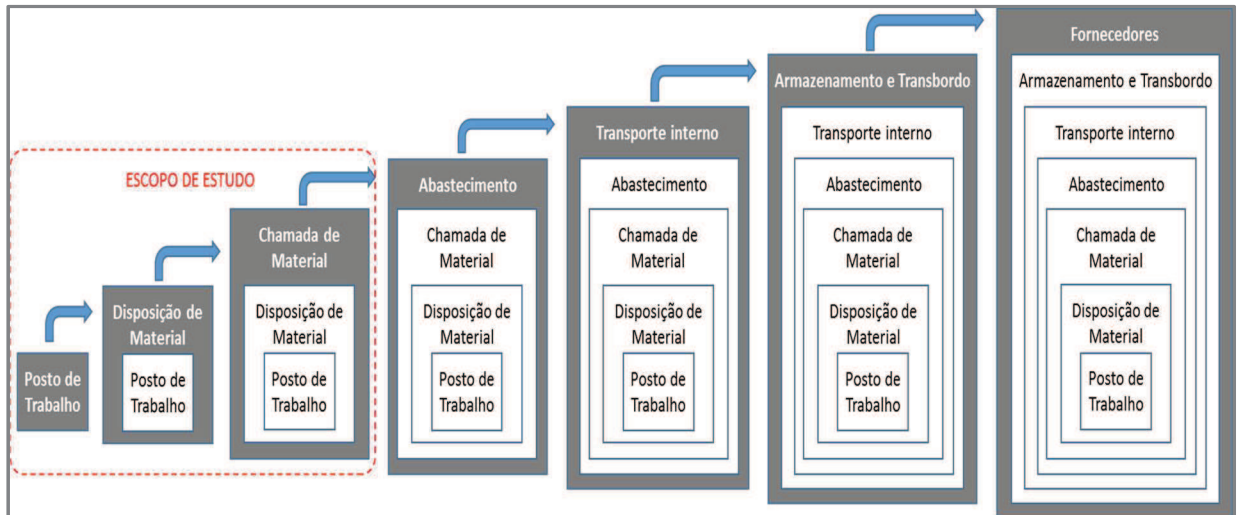 ESCOPO DE ESTUDO
Posto de
Trabalho
Disposição de
Material
Posto de
Trabalho
Chamada de
Material
Disposição de
Material
Posto de
Trabalho
Abastecimento
Chamada de
Material
Disposição de
Material
Posto de
Trabalho
Transporte interno
Abastecimento
Chamada de
Material
Disposição de
Material
Posto de
Trabalho
Armazenamento e Transbordo
Transporte interno
Abastecimento
Chamada de
Material
Disposição de
Material
Posto de
Trabalho
Fornecedores
Armazenamento e Transbordo
Transporte interno
Abastecimento
Chamada de
Material
Disposição de
Material
Posto de
Trabalho